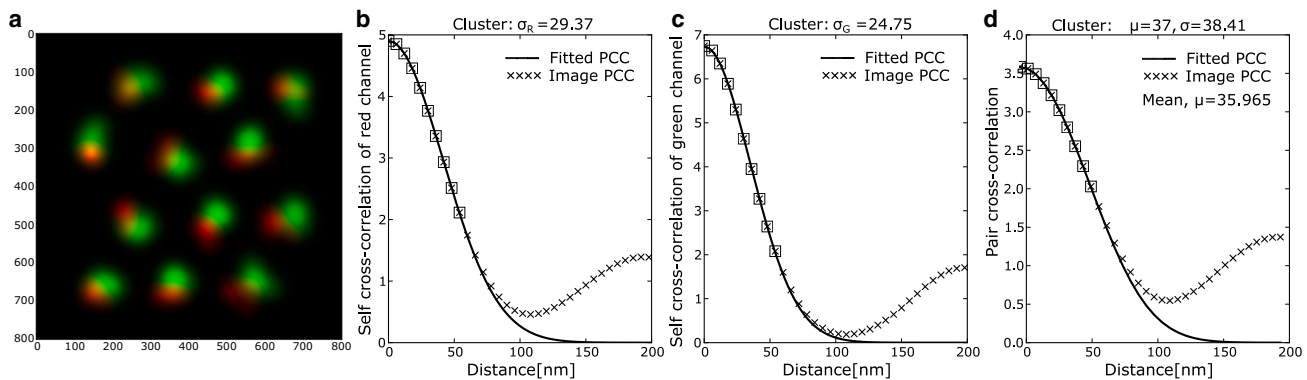 a
0
100
200
300
400
500
600
700
800
0 100 200 300 400 500 600 700 800
b
Cluster: σR=29.37
Fitted PCC
Image PCC
Self cross-correlation of red channel
5
4
3
2
1
0
0 50 100 150 200
Distance[nm]
c
Cluster: σG=24.75
Fitted PCC
Image PCC
Self cross-correlation of green channel
7
6
5
4
3
2
1
0
0 50 100 150 200
Distance[nm]
d
Cluster: μ=37, σ=38.41
Fitted PCC
Image PCC
Mean, μ=35.965
Pair cross-correlation
4.0
3.5
3.0
2.5
2.0
1.5
1.0
0.5
0.0
0 50 100 150 200
Distance[nm]